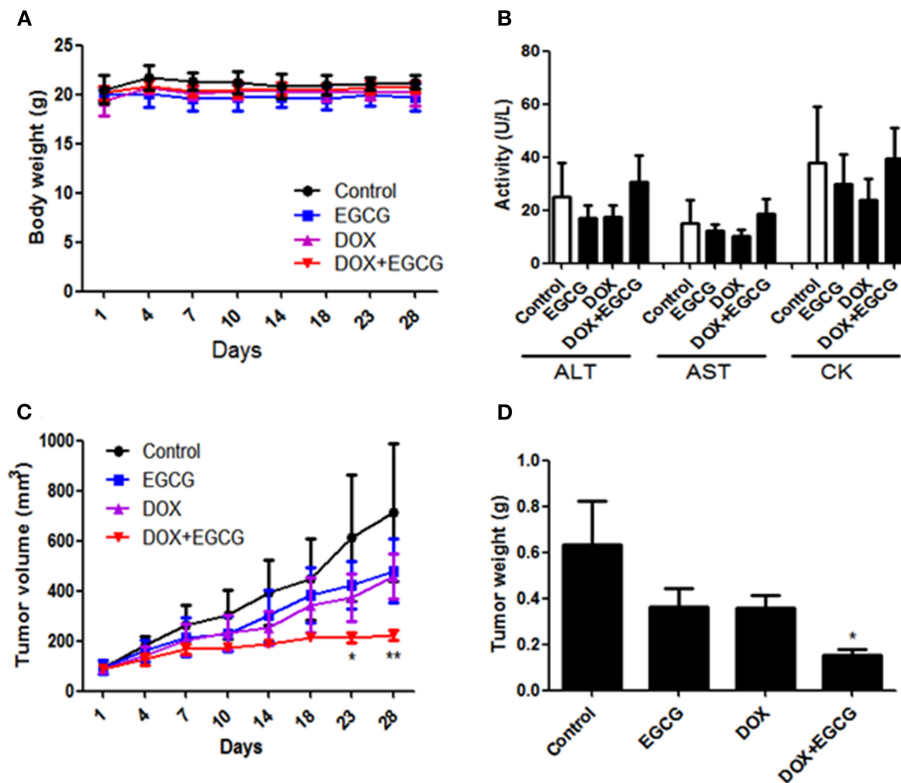 A
Body weight (g)
25
20
15
10
5
0
Control
EGCG
DOX
DOX+EGCG
1 4 7 10 14 18 23 28
Days
B
Activity (U/L)
80
60
40
20
0
Control EGCG DOX DOX+EGCG Control EGCG DOX DOX+EGCG Control EGCG DOX DOX+EGCG
ALT AST CK
C
Tumor volume (mm³)
1000
800
600
400
200
0
Control
EGCG
DOX
DOX+EGCG
* **
1 4 7 10 14 18 23 28
Days
D
Tumor weight (g)
1.0
0.8
0.6
0.4
0.2
0.0
*
Control EGCG DOX DOX+EGCG